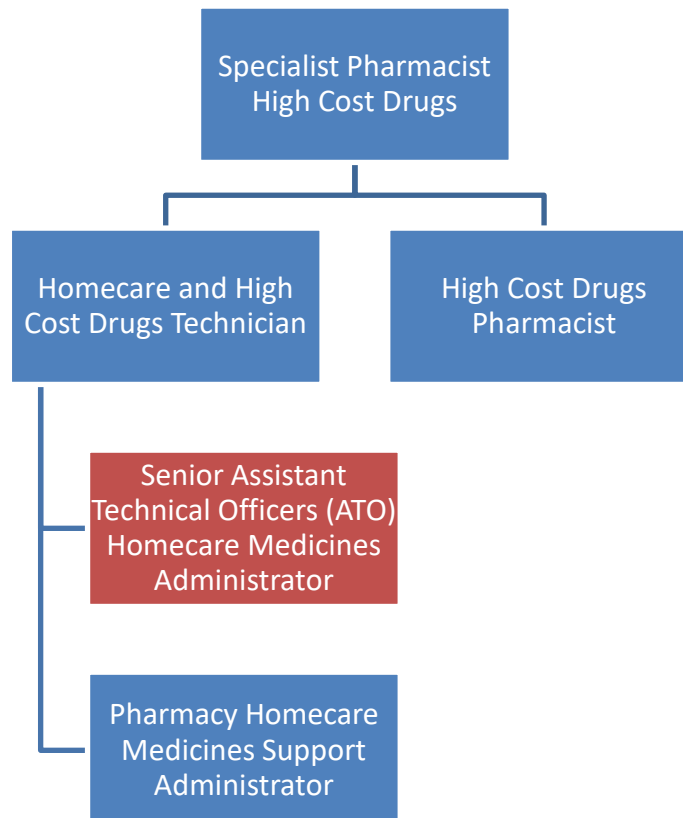 Specialist Pharmacist
High Cost Drugs
Homecare and High
Cost Drugs Technician
High Cost Drugs
Pharmacist
Senior Assistant
Technical Officers (ATO)
Homecare Medicines
Administrator
Pharmacy Homecare
Medicines Support
Administrator